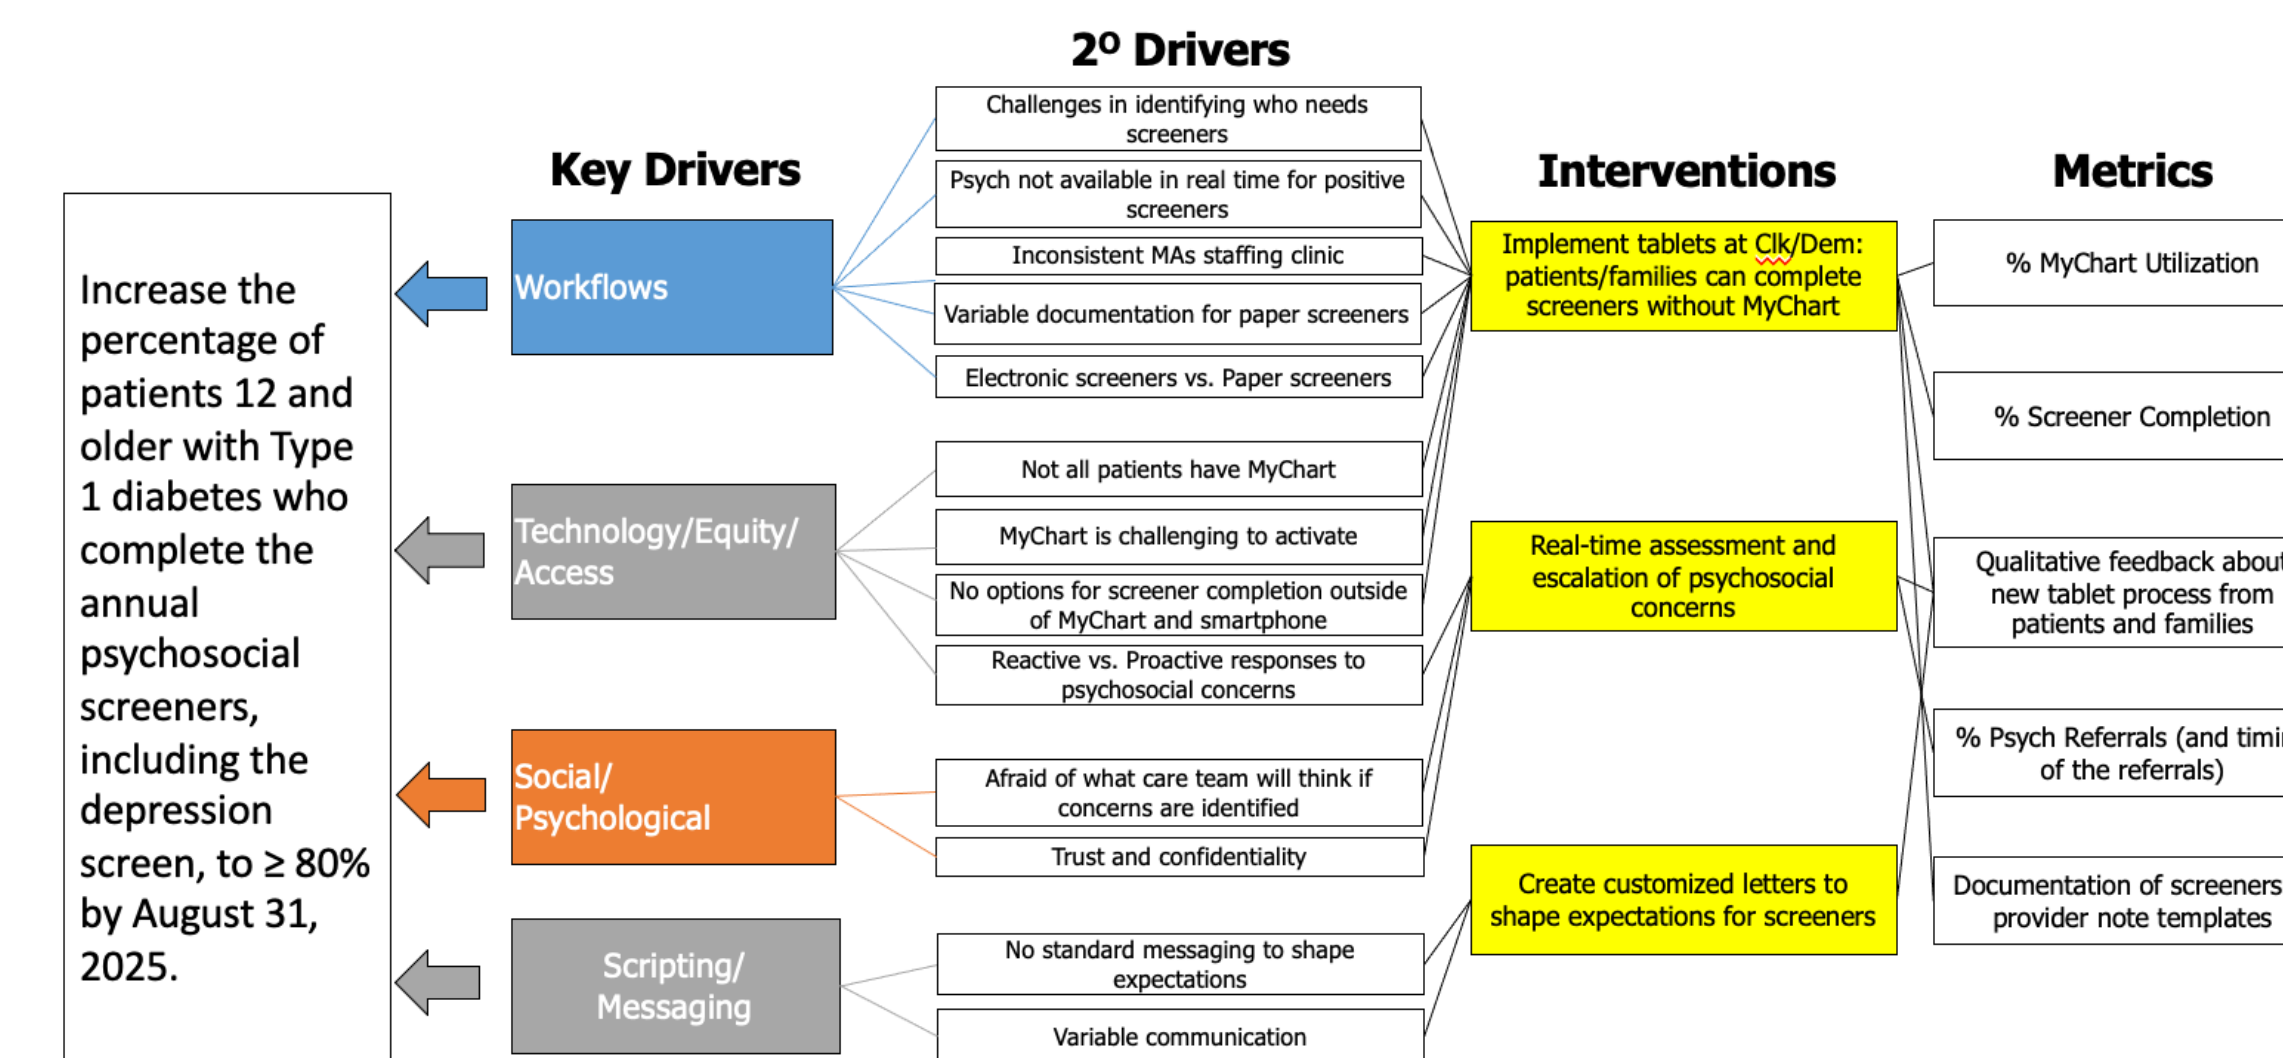 2º Drivers
Key Drivers
Interventions
Metrics
Increase the
percentage of
patients 12 and
older with Type
1 diabetes who
complete the
annual
psychosocial
screeners,
including the
depression
screen, to ≥ 80%
by August 31,
2025.
Workflows
Technology/Equity/
Access
Social/
Psychological
Scripting/
Messaging
Challenges in identifying who needs
screeners
Psych not available in real time for positive
screeners
Inconsistent MAs staffing clinic
Variable documentation for paper screeners
Electronic screeners vs. Paper screeners
Not all patients have MyChart
MyChart is challenging to activate
No options for screener completion outside
of MyChart and smartphone
Reactive vs. Proactive responses to
psychosocial concerns
Afraid of what care team will think if
concerns are identified
Trust and confidentiality
No standard messaging to shape
expectations
Variable communication
Implement tablets at Clk/Dem:
patients/families can complete
screeners without MyChart
Real-time assessment and
escalation of psychosocial
concerns
Create customized letters to
shape expectations for screeners
% MyChart Utilization
% Screener Completion
Qualitative feedback about
new tablet process from
patients and families
% Psych Referrals (and
of the referrals)
Documentation of screeners
provider note templates